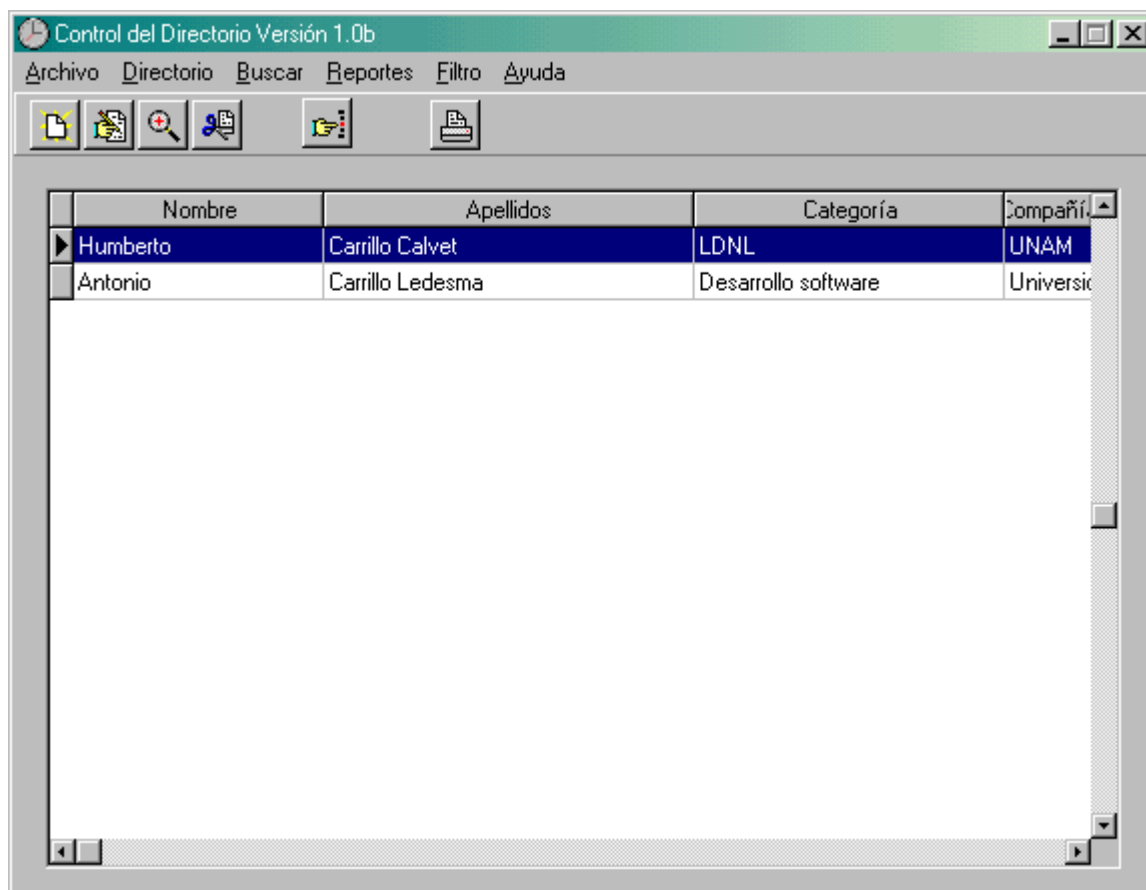 Control del Directorio Versión 1.0b
Archivo Directorio Buscar Reportes Filtro Ayuda
Nombre Apellidos Categoría
Humberto Carrillo Calvet LDNL UNAM
Antonio Carrillo Ledesma Desarrollo software